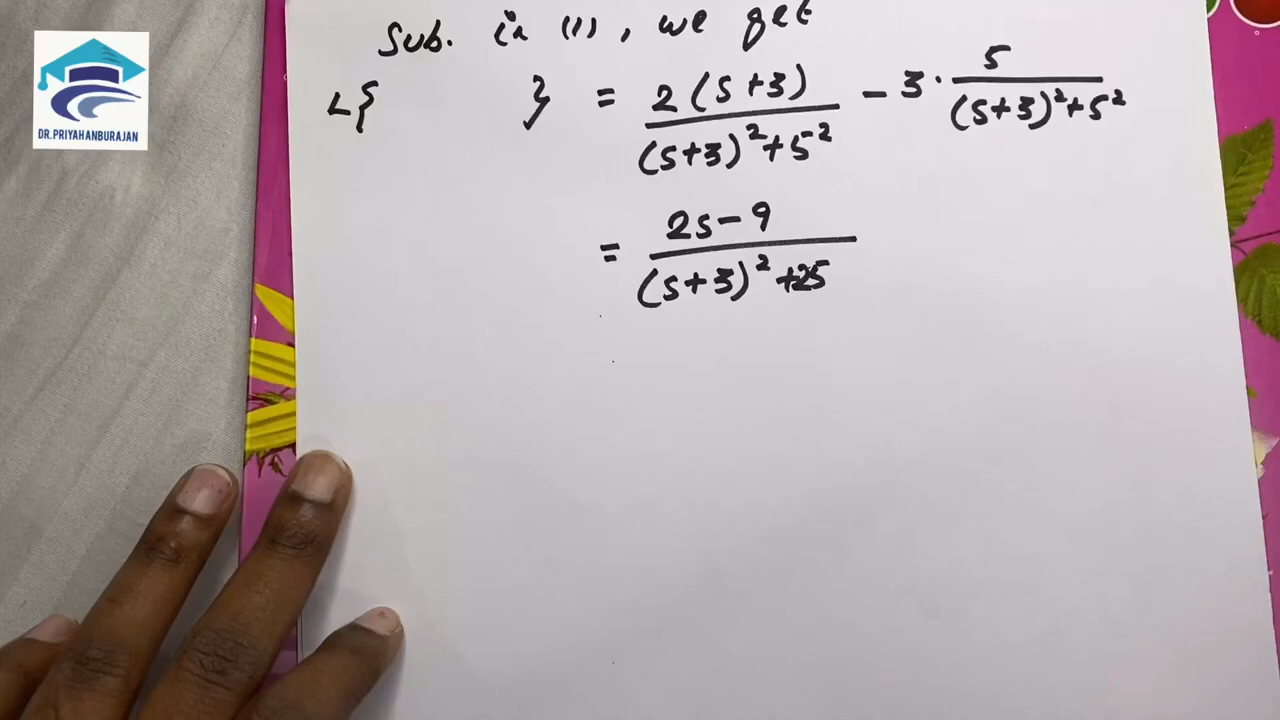 DR.PRIYAHANBURAJAN
Sub. in (1), we get
L{ } = 2(s+3) / (s+3)²+5² - 3 . 5 / (s+3)²+5²
= 2s-9 / (s+3)²+25